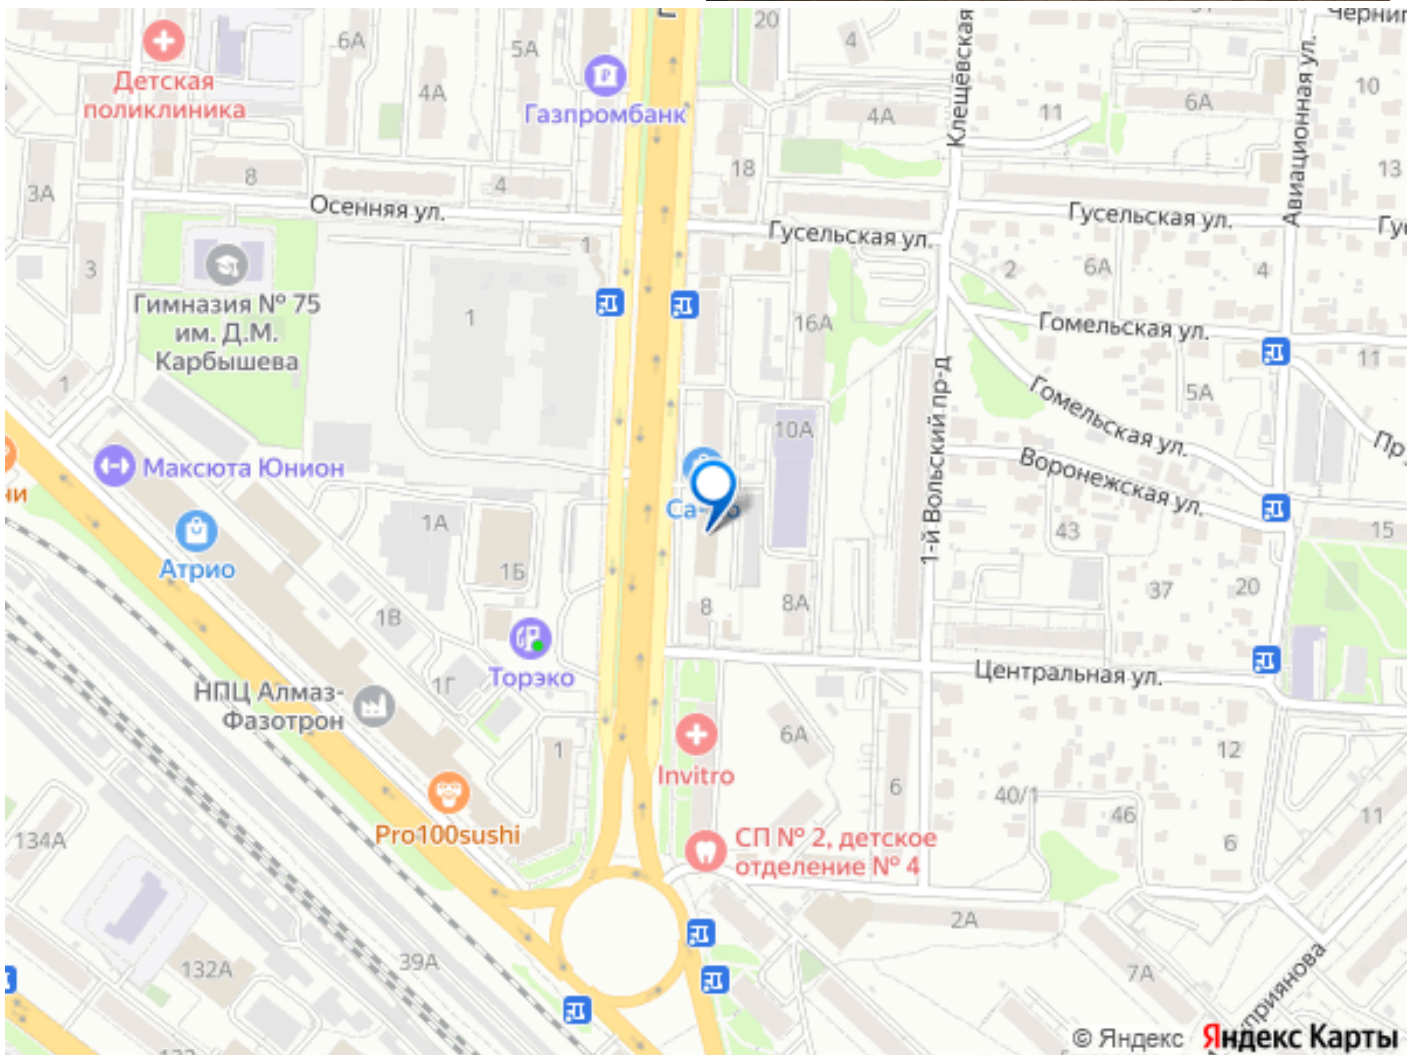 20
Черниг
6А
5А
4
Детская
поликлиника
4А
Газпромбанк
4А
Клещёвская
11
6А
Авиационная ул.
10
13
3А
8
4
18
Осенняя ул.
1
Гусельская ул.
Гусельская ул.
Гус
3
Гимназия № 75
им. Д.М.
Карбышева
1
16А
2
6А
4
Гомельская ул.
11
1
5А
Гомельская ул.
10А
Пр
1-й Вольский пр-д
Максюта Юнион
ни
Воронежская ул.
1А
43
15
Атрио
1Б
37
20
8
8А
1В
Торэко
Центральная ул.
НПЦ Алмаз-
Фазотрон
1Г
1
Invitro
6А
12
6
40/1
46
11
Pro100sushi
134А
СП № 2, детское
отделение № 4
6
2А
132А
39А
7А
© Яндекс
Яндекс Карты